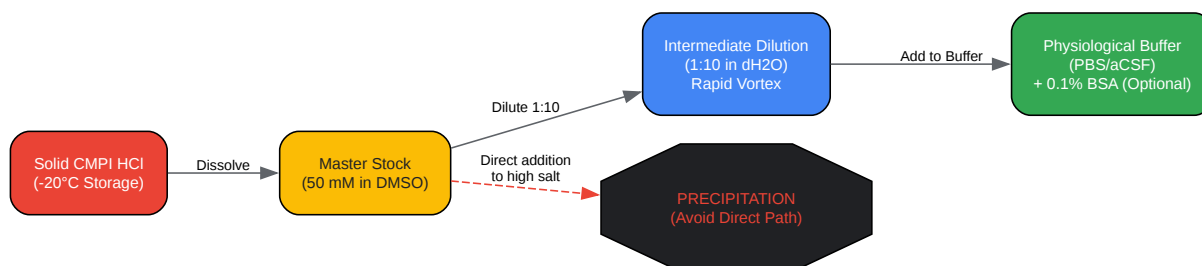 Solid CMPI HCl
(-20°C Storage)
Dissolve
Master Stock
(50 mM in DMSO)
Dilute 1:10
Direct addition
to high salt
Intermediate Dilution
(1:10 in dH2O)
Rapid Vortex
PRECIPITATION
(Avoid Direct Path)
Add to Buffer
Physiological Buffer
(PBS/aCSF)
+ 0.1% BSA (Optional)